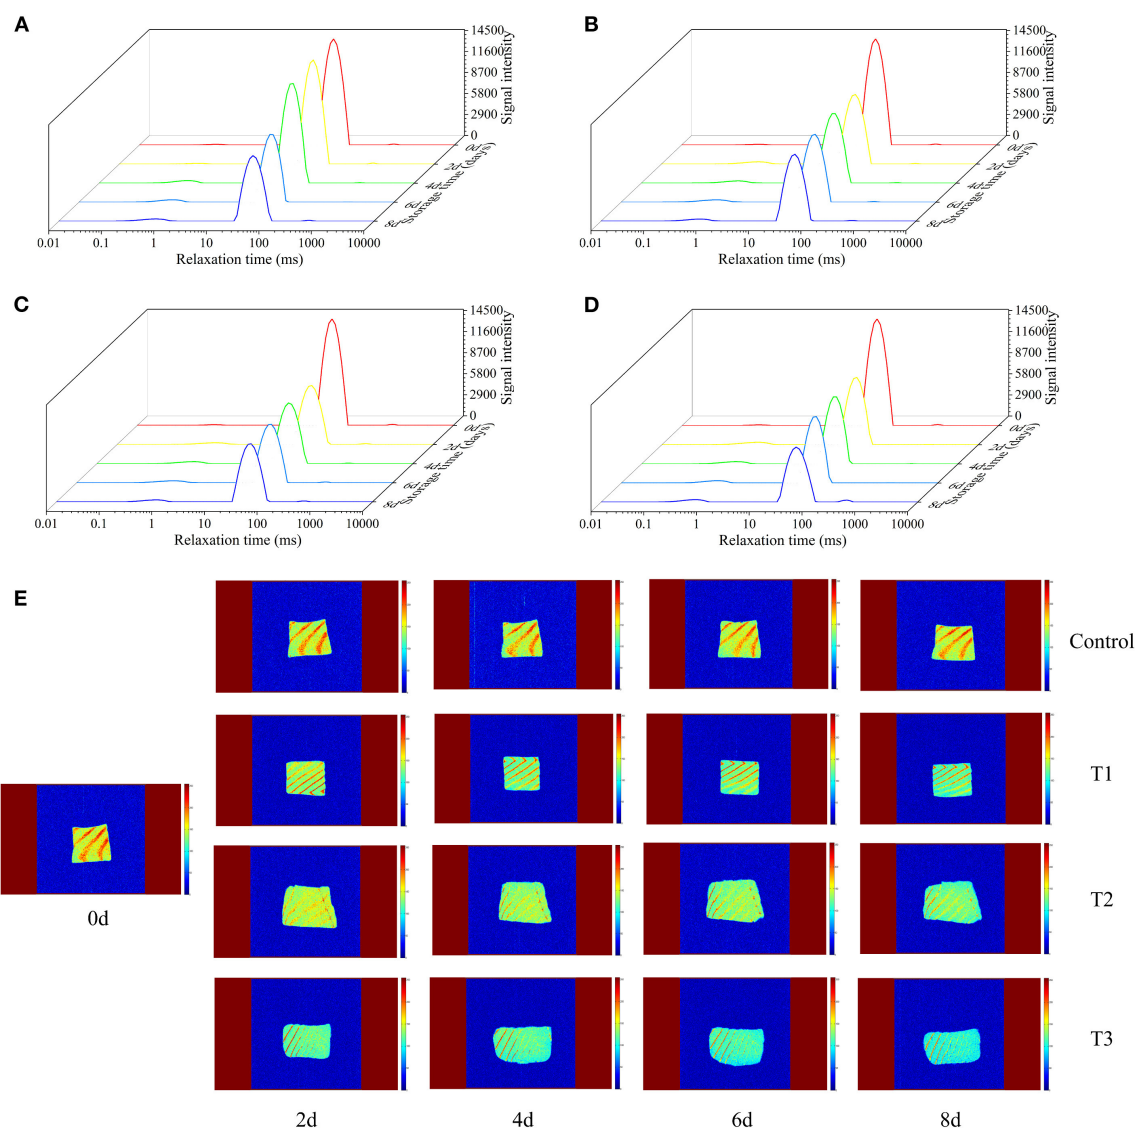 A
14500
11600
8700
5800
2900
0
Signal intensity
0d
2d
4d
6d
8d
Storage time (days)
0.01 0.1 1 10 100 1000 10000
Relaxation time (ms)
B
14500
11600
8700
5800
2900
0
Signal intensity
0d
2d
4d
6d
8d
Storage time (days)
0.01 0.1 1 10 100 1000 10000
Relaxation time (ms)
C
14500
11600
8700
5800
2900
0
Signal intensity
0d
2d
4d
6d
8d
Storage time (days)
0.01 0.1 1 10 100 1000 10000
Relaxation time (ms)
D
14500
11600
8700
5800
2900
0
Signal intensity
0d
2d
4d
6d
8d
Storage time (days)
0.01 0.1 1 10 100 1000 10000
Relaxation time (ms)
E
Control
T1
0d
T2
T3
2d 4d 6d 8d